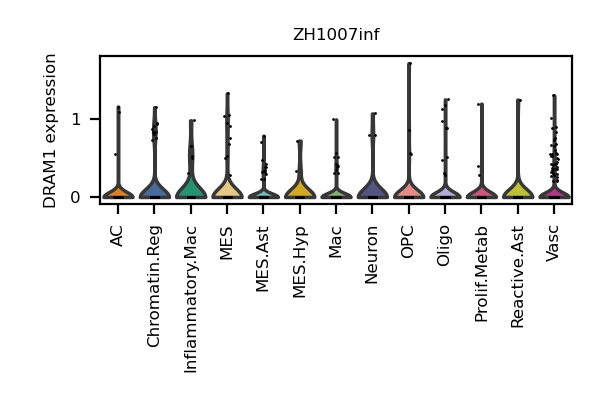 ZH1007inf
DRAM1 expression
1
0
AC
Chromatin.Reg
Inflammatory.Mac
MES
MES.Ast
MES.Hyp
Mac
Neuron
OPC
Oligo
Prolif.Metab
Reactive.Ast
Vasc